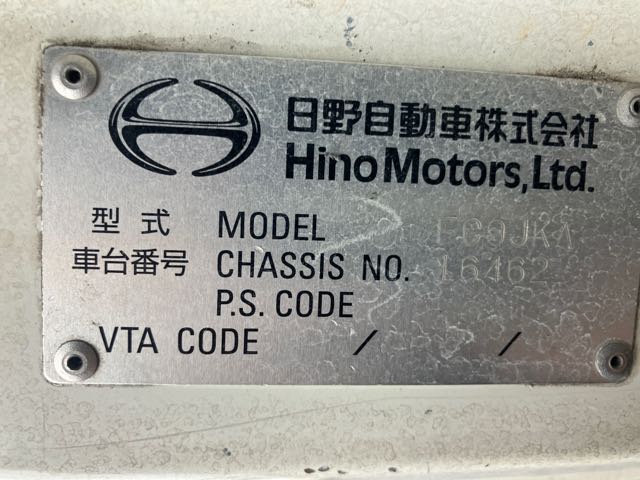 日野自動車株式会社
Hino Motors, Ltd.
型式 MODEL FC9JKA
車台番号 CHASSIS NO. 16462
P.S. CODE
VTA CODE / /